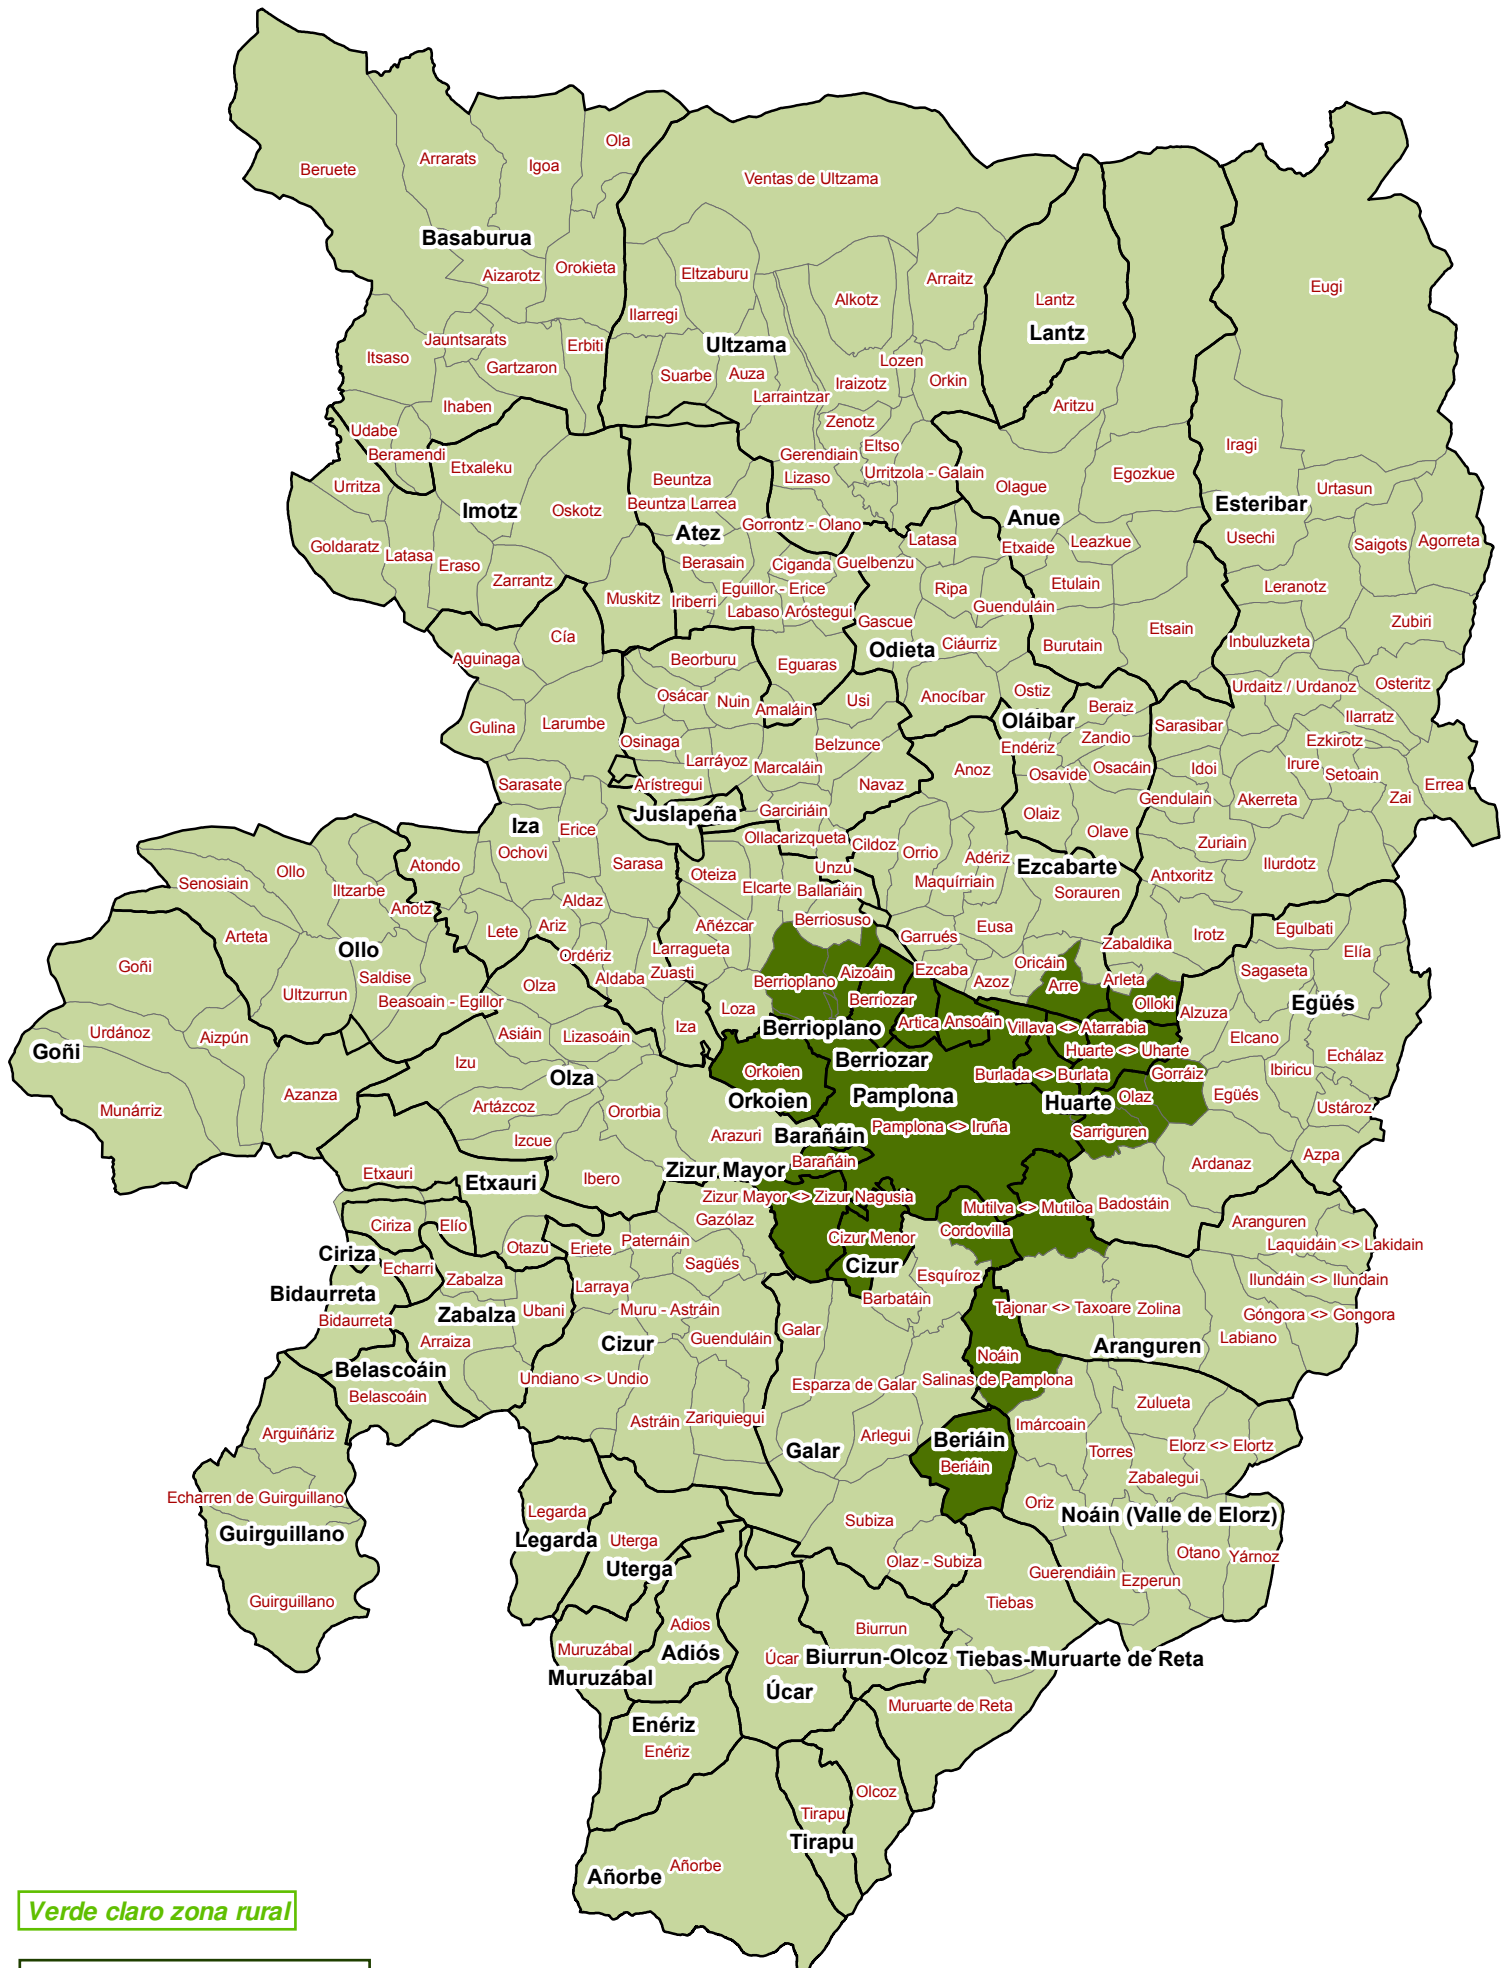 Ola
Arrarats
Igoa
Beruete
Ventas de Ultzama
Basaburua
Orokieta
Aizarotz
Eltzaburu
Arraitz
Eugi
Alkotz
Lantz
Ilarregi
Lantz
Jauntsarats
Erbiti
Ultzama
Itsaso
Gartzaron
Lozen
Suarbe
Auza
Iraizotz
Orkin
Larraintzar
Ihaben
Aritzu
Zenotz
Udabe
Eltso
Iragi
Beramendi
Gerendiain
Etxaleku
Urritzola - Galain
Egozkue
Beuntza
Lizaso
Urritza
Olague
Urtasun
Beuntza Larrea
Esteribar
Imotz
Oskotz
Anue
Gorrontz - Olano
Atez
Usechi
Latasa
Leazkue
Agorreta
Goldaratz
Etxaide
Saigots
Latasa
Berasain
Ciganda
Guelbenzu
Eraso
Zarrantz
Etulain
Leranotz
Eguillor - Erice
Ripa
Muskitz
Iriberri
Guenduláin
Labaso
Aróstegui
Gascue
Zubiri
Etsain
Cía
Inbuluzketa
Odieta
Ciáurriz
Burutain
Aguinaga
Beorburu
Eguaras
Osteritz
Urdaitz / Urdanoz
Ostiz
Osácar
Nuin
Anocíbar
Usi
Beraiz
Amaláin
Ilarratz
Oláibar
Gulina
Larumbe
Sarasibar
Zandio
Osinaga
Belzunce
Ezkirotz
Endériz
Larráyoz
Irure
Marcaláin
Anoz
Osacáin
Idoi
Osavide
Setoain
Sarasate
Arístregui
Navaz
Errea
Gendulain
Akerreta
Zai
Garciriáin
Juslapeña
Olaiz
Iza
Erice
Olave
Ollacarizqueta
Cildoz
Zuriain
Ochovi
Orrio
Adériz
Sarasa
Ilurdotz
Atondo
Ezcabarte
Unzu
Ollo
Oteiza
Antxoritz
Senosiain
Maquírriain
Iltzarbe
Elcarte
Ballariáin
Sorauren
Aldaz
Anotz
Berriosuso
Añézcar
Eusa
Ariz
Egulbati
Lete
Irotz
Arteta
Garrués
Zabaldika
Ollo
Larragueta
Elía
Ordériz
Oricáin
Goñi
Ezcaba
Zuasti
Aizoáin
Sagaseta
Saldise
Aldaba
Berrioplano
Azoz
Arleta
Olza
Arre
Ultzurrun
Beasoain - Egillor
Berriozar
Olloki
Egüés
Loza
Alzuza
Artica
Ansoáin
Iza
Berrioplano
Villava <> Atarrabia
Urdánoz
Asiáin
Lizasoáin
Aizpún
Elcano
Goñi
Huarte <> Uharte
Echálaz
Berriozar
Izu
Orkoien
Ibiricu
Burlada <> Burlata
Gorráiz
Olza
Azanza
Pamplona
Olaz
Egüés
Orkoien
Huarte
Artázcoz
Ustároz
Munárriz
Ororbia
Pamplona <> Iruña
Sarriguren
Arazuri
Barañáin
Izcue
Azpa
Barañáin
Ardanaz
Etxauri
Zizur Mayor
Ibero
Etxauri
Zizur Mayor <> Zizur Nagusia
Badostáin
Mutilva <> Mutiloa
Gazólaz
Aranguren
Ciriza
Elío
Cordovilla
Cizur Menor
Paternáin
Laquidáin <> Lakidain
Otazu
Eriete
Ciriza
Sagüés
Cizur
Echarri
Esquíroz
Zabalza
Ilundáin <> Ilundain
Larraya
Bidaurreta
Barbatáin
Ubani
Muru - Astráin
Tajonar <> Taxoare
Zolina
Zabalza
Góngora <> Gongora
Bidaurreta
Galar
Guenduláin
Labiano
Arraiza
Cizur
Aranguren
Noáin
Belascoáin
Undiano <> Undio
Salinas de Pamplona
Esparza de Galar
Belascoáin
Zulueta
Zariquiegui
Astráin
Imárcoain
Arguiñáriz
Arlegui
Beriáin
Elorz <> Elortz
Galar
Torres
Beriáin
Zabalegui
Echarren de Guirguillano
Oriz
Legarda
Noáin (Valle de Elorz)
Subiza
Guirguillano
Legarda
Uterga
Otano
Yárnoz
Olaz - Subiza
Uterga
Guerendiáin
Ezperun
Guirguillano
Tiebas
Adios
Biurrun
Muruzábal
Adiós
Úcar
Biurrun-Olcoz
Tiebas-Muruarte de Reta
Muruzábal
Úcar
Muruarte de Reta
Enériz
Enériz
Olcoz
Tirapu
Tirapu
Añorbe
Añorbe
Verde claro zona rural